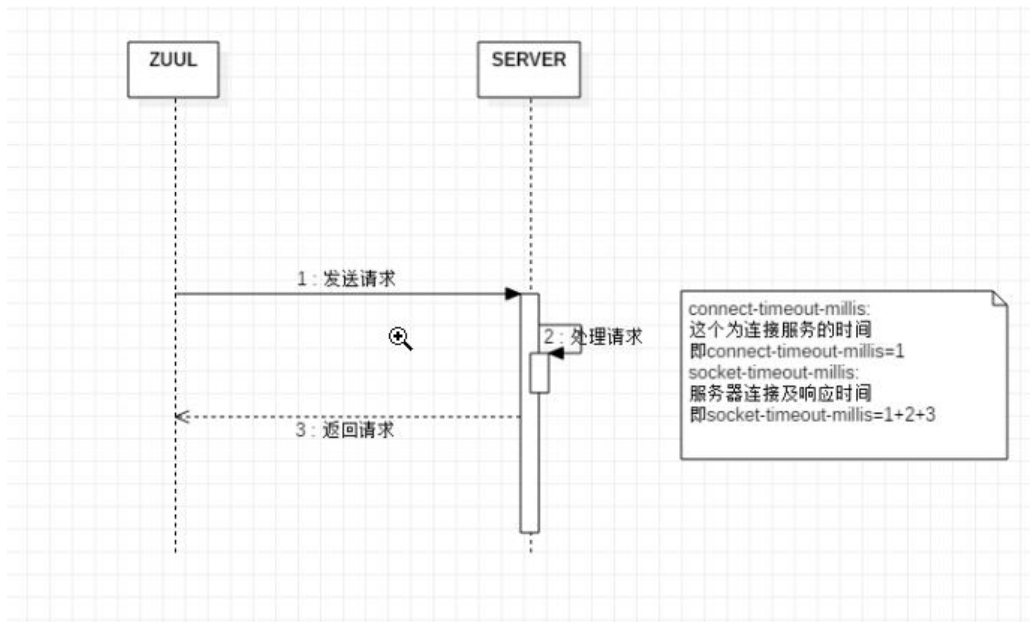 ZUUL
SERVER
1 : 发送请求
2 : 处理请求
3 : 返回请求
connect-timeout-millis:
这个为连接服务的时间
即connect-timeout-millis=1
socket-timeout-millis:
服务器连接及响应时间
即socket-timeout-millis=1+2+3